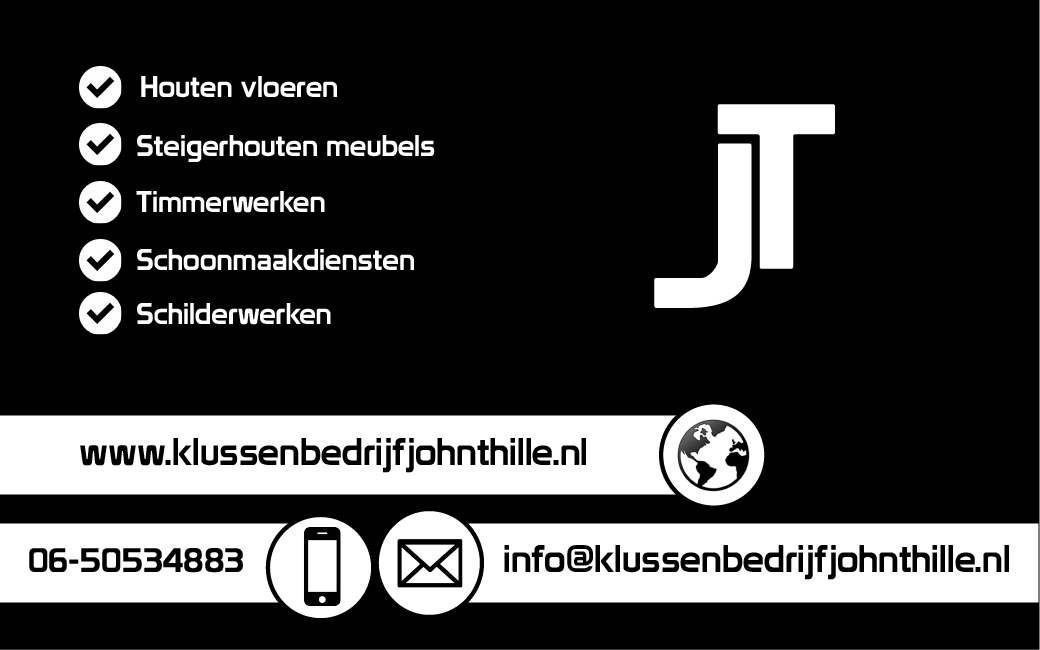 Houten vloeren
Steigerhouten meubels
Timmerwerken
Schoonmaakdiensten
Schilderwerken
JT
www.klussenbedrijfjohnthille.nl
06-50534883
info@klussenbedrijfjohnthille.nl